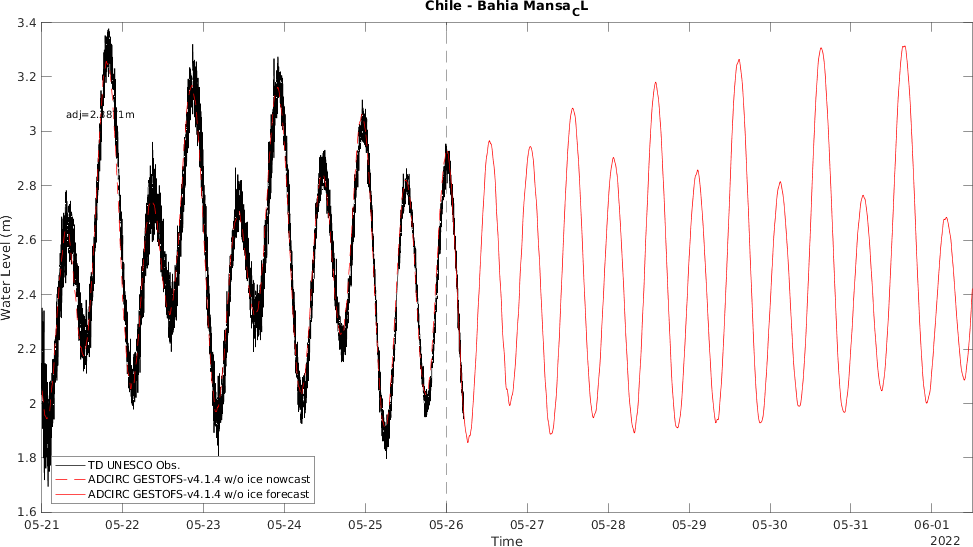 Chile - Bahia Mansa_CL
3.4
3.2
3
2.8
2.6
2.4
2.2
2
1.8
1.6
Water Level (m)
TD UNESCO Obs.
ADCIRC GESTOFS-v4.1.4 w/o ice nowcast
ADCIRC GESTOFS-v4.1.4 w/o ice forecast
05-21 05-22 05-23 05-24 05-25 05-26 05-27 05-28 05-29 05-30 05-31 06-01
Time
2022